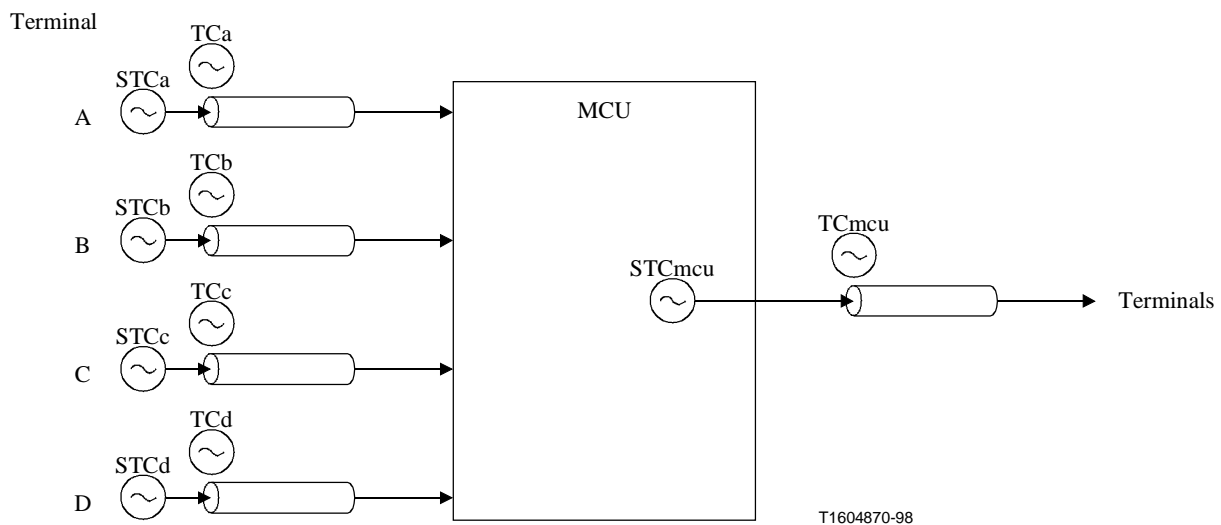 Terminal
TCa
STCa
A
MCU
TCb
STCb
B
TCmcu
STCmcu
TCc
Terminals
STCc
C
TCd
STCd
D
T1604870-98